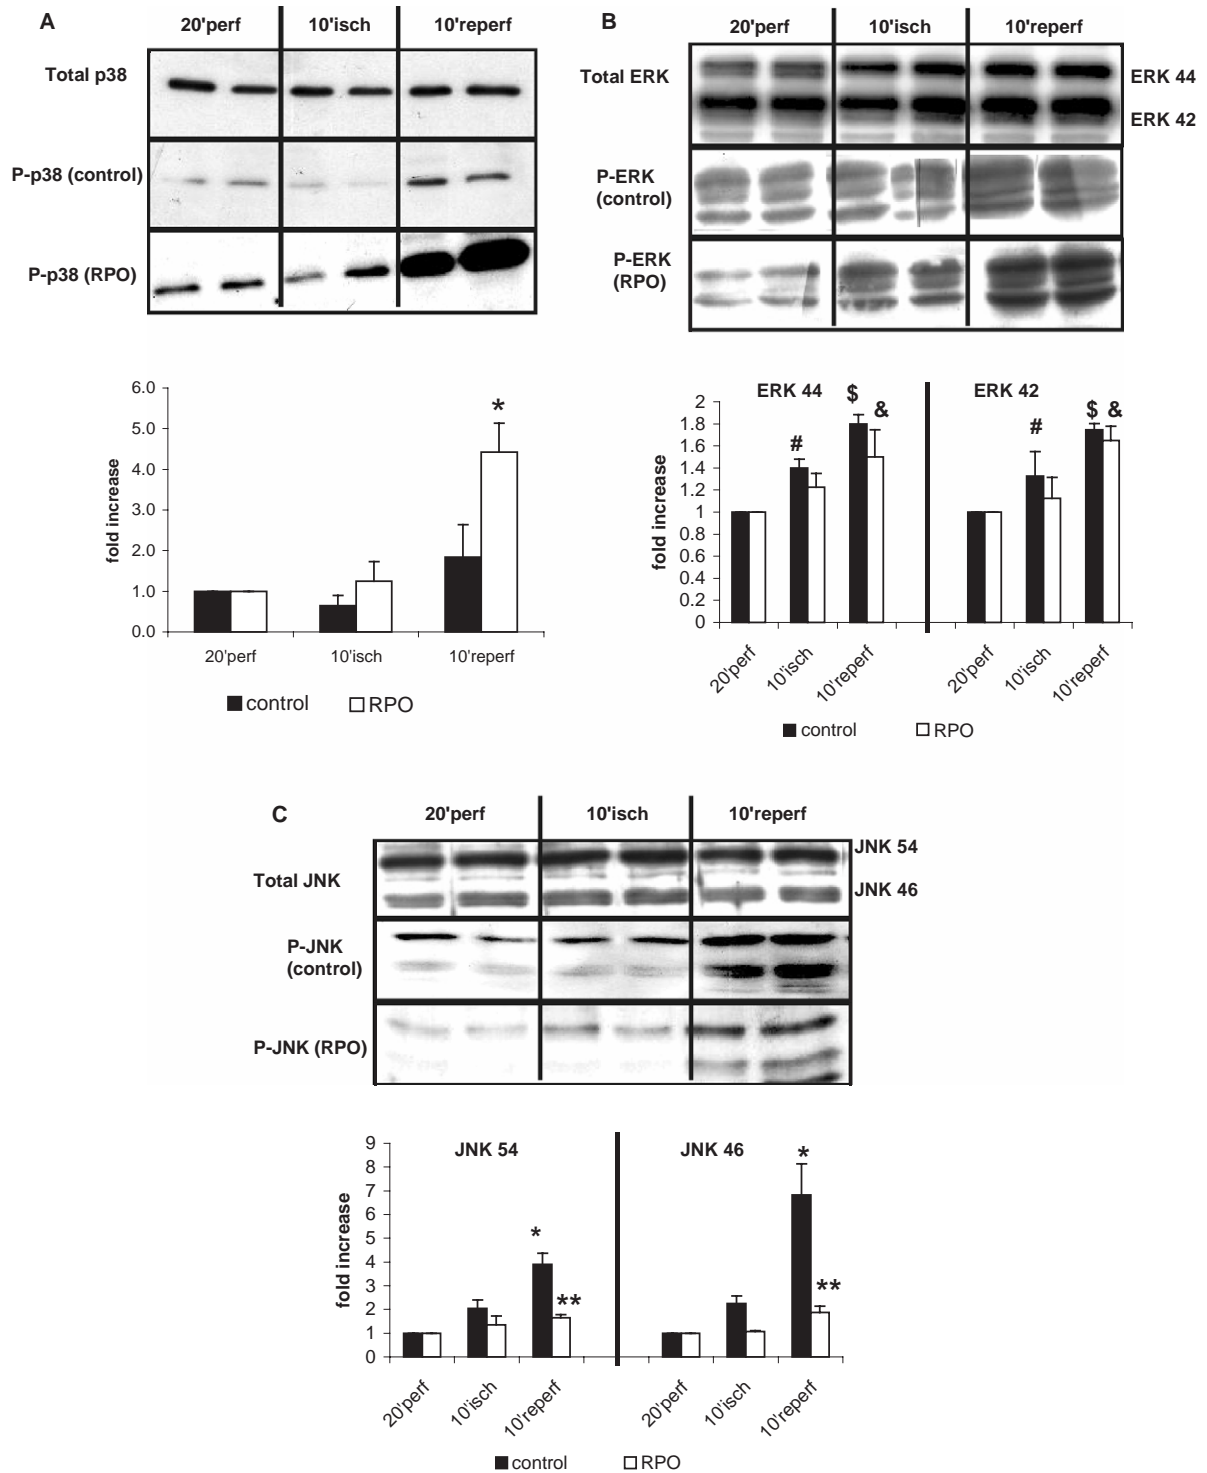 A
20'perf 10'isch 10'reperf
Total p38
P-p38 (control)
P-p38 (RPO)
6.0
5.0
4.0
3.0
2.0
1.0
0.0
fold increase
*
20'perf 10'isch 10'reperf
control RPO
B
20'perf 10'isch 10'reperf
Total ERK
ERK 44
ERK 42
P-ERK
(control)
P-ERK
(RPO)
ERK 44 ERK 42
2
1.8
1.6
1.4
1.2
1
0.8
0.6
0.4
0.2
0
fold increase
# $ & # $ &
20'perf 10'isch 10'reperf 20'perf 10'isch 10'reperf
control RPO
C
20'perf 10'isch 10'reperf
Total JNK
JNK 54
JNK 46
P-JNK
(control)
P-JNK (RPO)
JNK 54 JNK 46
9
8
7
6
5
4
3
2
1
0
fold increase
* ** * **
20'perf 10'isch 10'reperf 20'perf 10'isch 10'reperf
control RPO